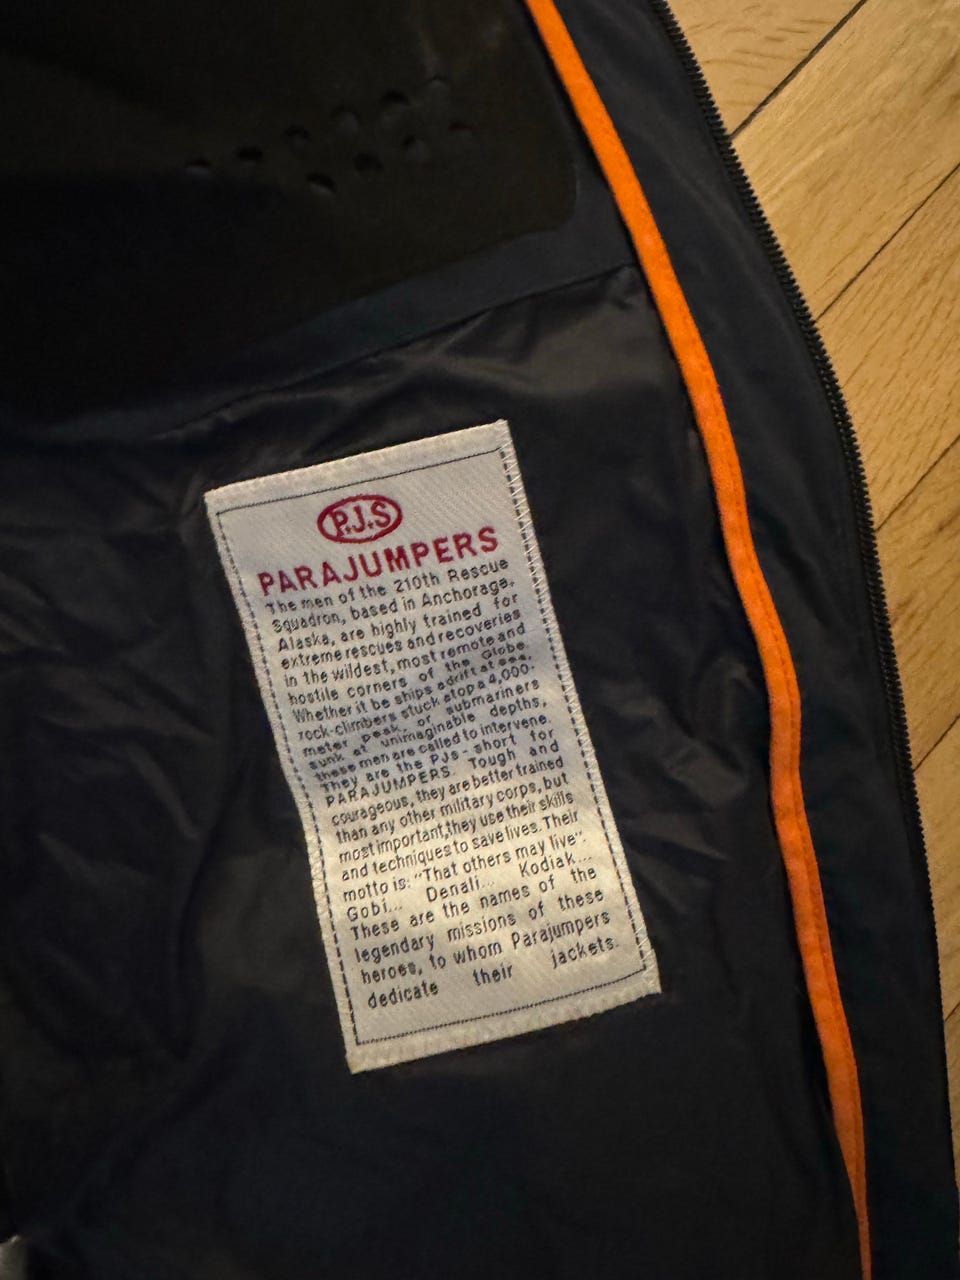 P.J.S
PARAJUMPERS
The men of the 210th Rescue
Squadron, based in Anchorage,
Alaska, are highly trained for
extreme rescues and recoveries
in the wildest, most remote and
hostile corners of the Globe.
Whether it be ships adrift at sea,
rock-climbers stuck atop a 4,000-
meter peak, or submariners
sunk at unimaginable depths,
these men are called to intervene.
They are the PJs - short for
PARAJUMPERS. Tough and
courageous, they are better trained
than any other military corps, but
most important,they use their skills
and techniques to save lives. Their
motto is: "That others may live".
Gobi... Denali... Kodiak...
These are the names of the
legendary missions of these
heroes, to whom Parajumpers
dedicate their jackets.